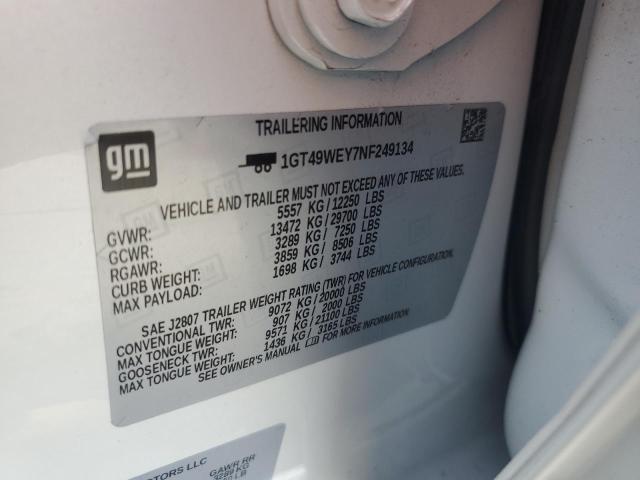 gm
TRAILERING INFORMATION
1GT49WEY7NF249134
VEHICLE AND TRAILER MUST NOT EXCEED ANY OF THESE VALUES.
GVWR: 5557 KG/12250 LBS
GCWR: 13472 KG/29700 LBS
RGAWR: 3289 KG/ 7250 LBS
CURB WEIGHT: 3859 KG/ 8506 LBS
MAX PAYLOAD: 1698 KG/ 3744 LBS
SAE J2807 TRAILER WEIGHT RATING (TWR) FOR VEHICLE CONFIGURATION.
CONVENTIONAL TWR: 9072 KG/ 20000 LBS
MAX TONGUE WEIGHT: 907 KG/ 2000 LBS
GOOSENECK TWR: 9571 KG/ 21100 LBS
MAX TONGUE WEIGHT: 1436 KG/ 3165 LBS
SEE OWNER'S MANUAL FOR MORE INFORMATION
OTORS LLC
GAWR RR
3289 KG
LB